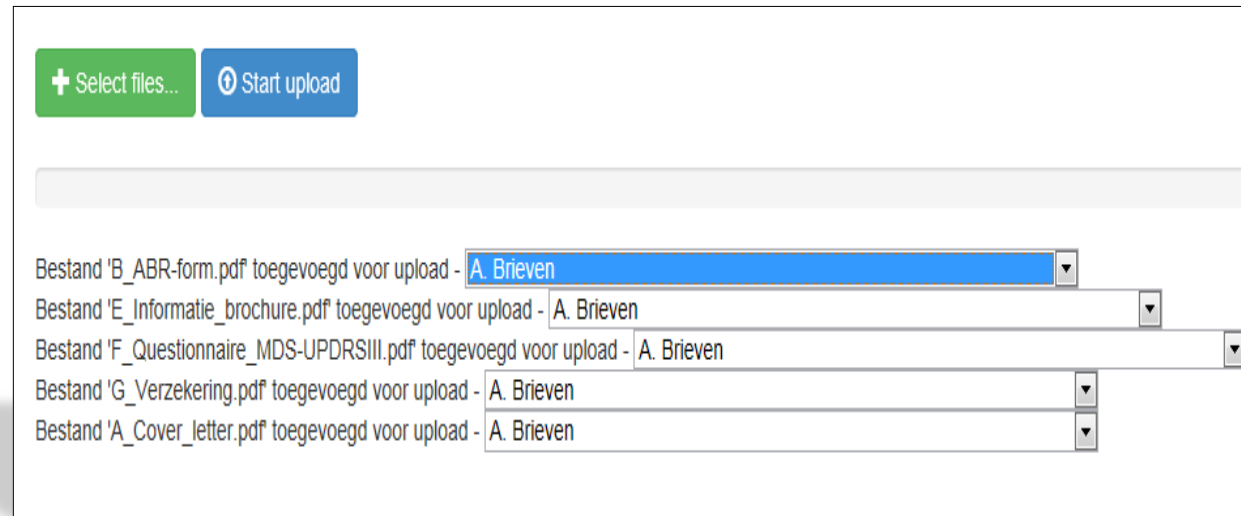 Select files...
Start upload
Bestand 'B_ABR-form.pdf' toegevoegd voor upload - A. Brieven
Bestand 'E_Informatie_brochure.pdf' toegevoegd voor upload - A. Brieven
Bestand 'F_Questionnaire_MDS-UPDRSIII.pdf' toegevoegd voor upload - A. Brieven
Bestand 'G_Verzekering.pdf' toegevoegd voor upload - A. Brieven
Bestand 'A_Cover_letter.pdf' toegevoegd voor upload - A. Brieven